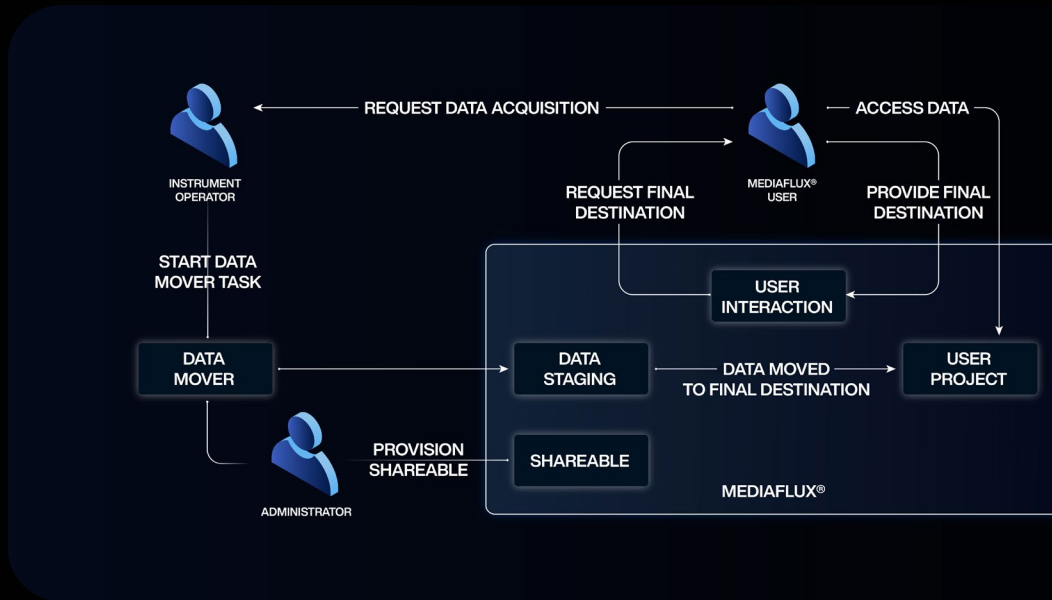 REQUEST DATA ACQUISITION
ACCESS DATA
INSTRUMENT
OPERATOR
MEDIAFLUX®
USER
REQUEST FINAL
DESTINATION
PROVIDE FINAL
DESTINATION
START DATA
MOVER TASK
USER
INTERACTION
DATA
MOVER
DATA
STAGING
DATA MOVED
TO FINAL DESTINATION
USER
PROJECT
PROVISION
SHAREABLE
SHAREABLE
MEDIAFLUX®
ADMINISTRATOR